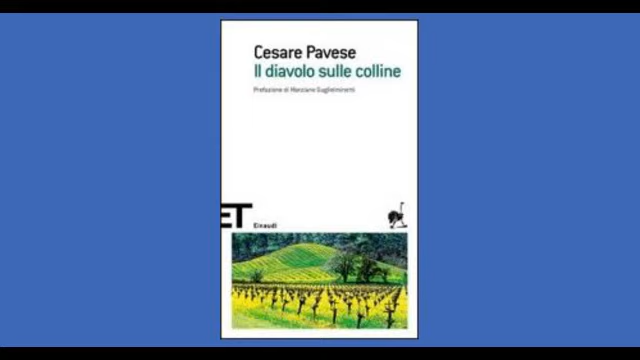 Cesare Pavese
Il diavolo sulle colline
Prefazione di Marziano Guglielminetti
ET
Einaudi